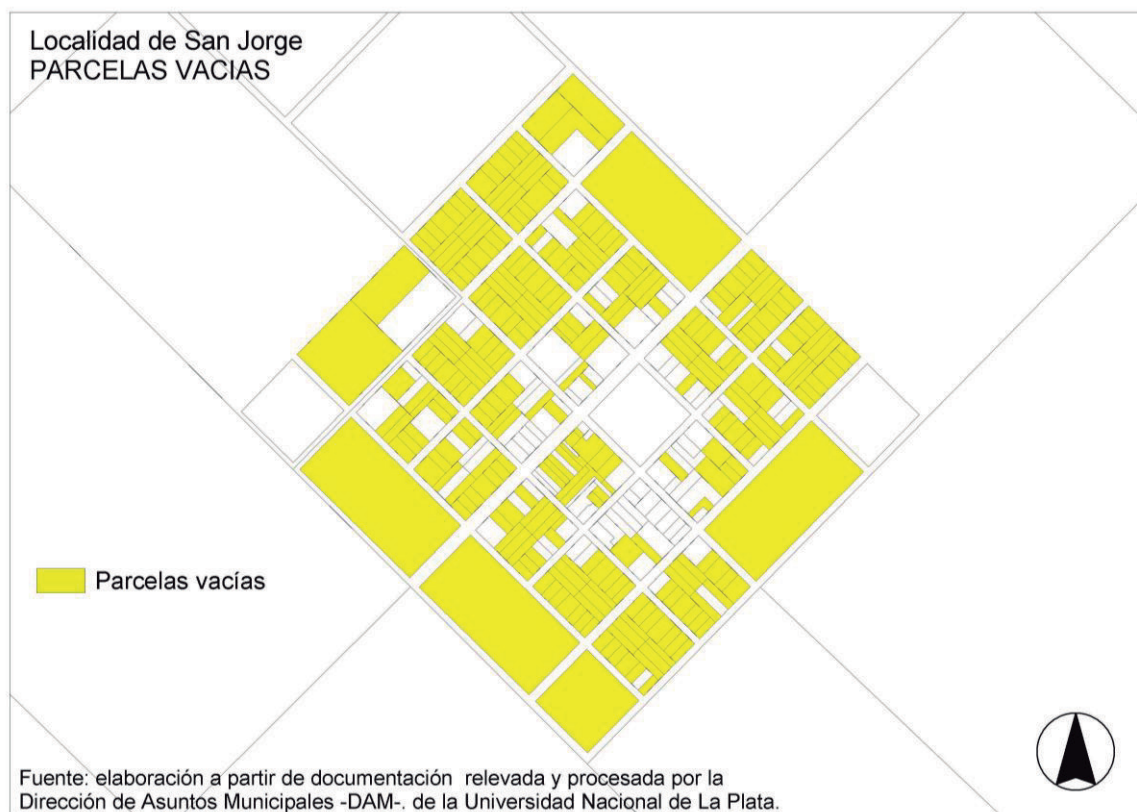 Localidad de San Jorge
PARCELAS VACIAS
Parcelas vacías
Fuente: elaboración a partir de documentación relevada y procesada por la
Dirección de Asuntos Municipales -DAM-. de la Universidad Nacional de La Plata.